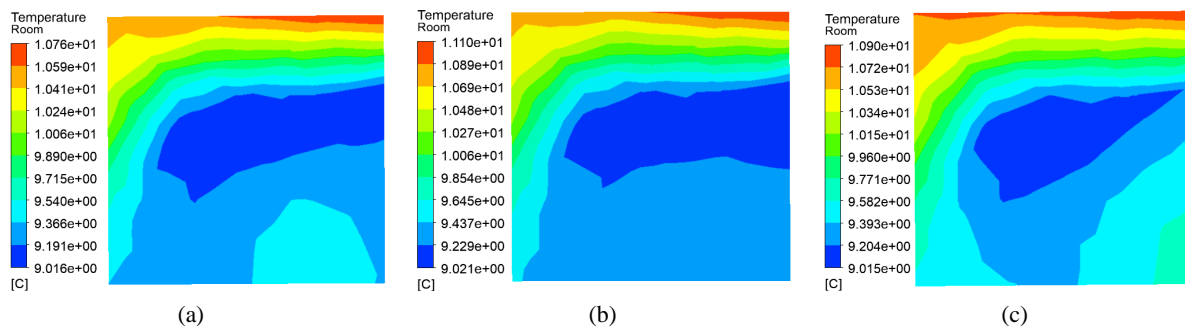 Temperature
Room
1.076e+01
1.059e+01
1.041e+01
1.024e+01
1.006e+01
9.890e+00
9.715e+00
9.540e+00
9.366e+00
9.191e+00
9.016e+00
[C]
(a)
Temperature
Room
1.110e+01
1.089e+01
1.068e+01
1.048e+01
1.027e+01
1.006e+01
9.854e+00
9.645e+00
9.437e+00
9.229e+00
9.021e+00
[C]
(b)
Temperature
Room
1.090e+01
1.072e+01
1.053e+01
1.034e+01
1.015e+01
9.960e+00
9.771e+00
9.582e+00
9.393e+00
9.204e+00
9.015e+00
[C]
(c)